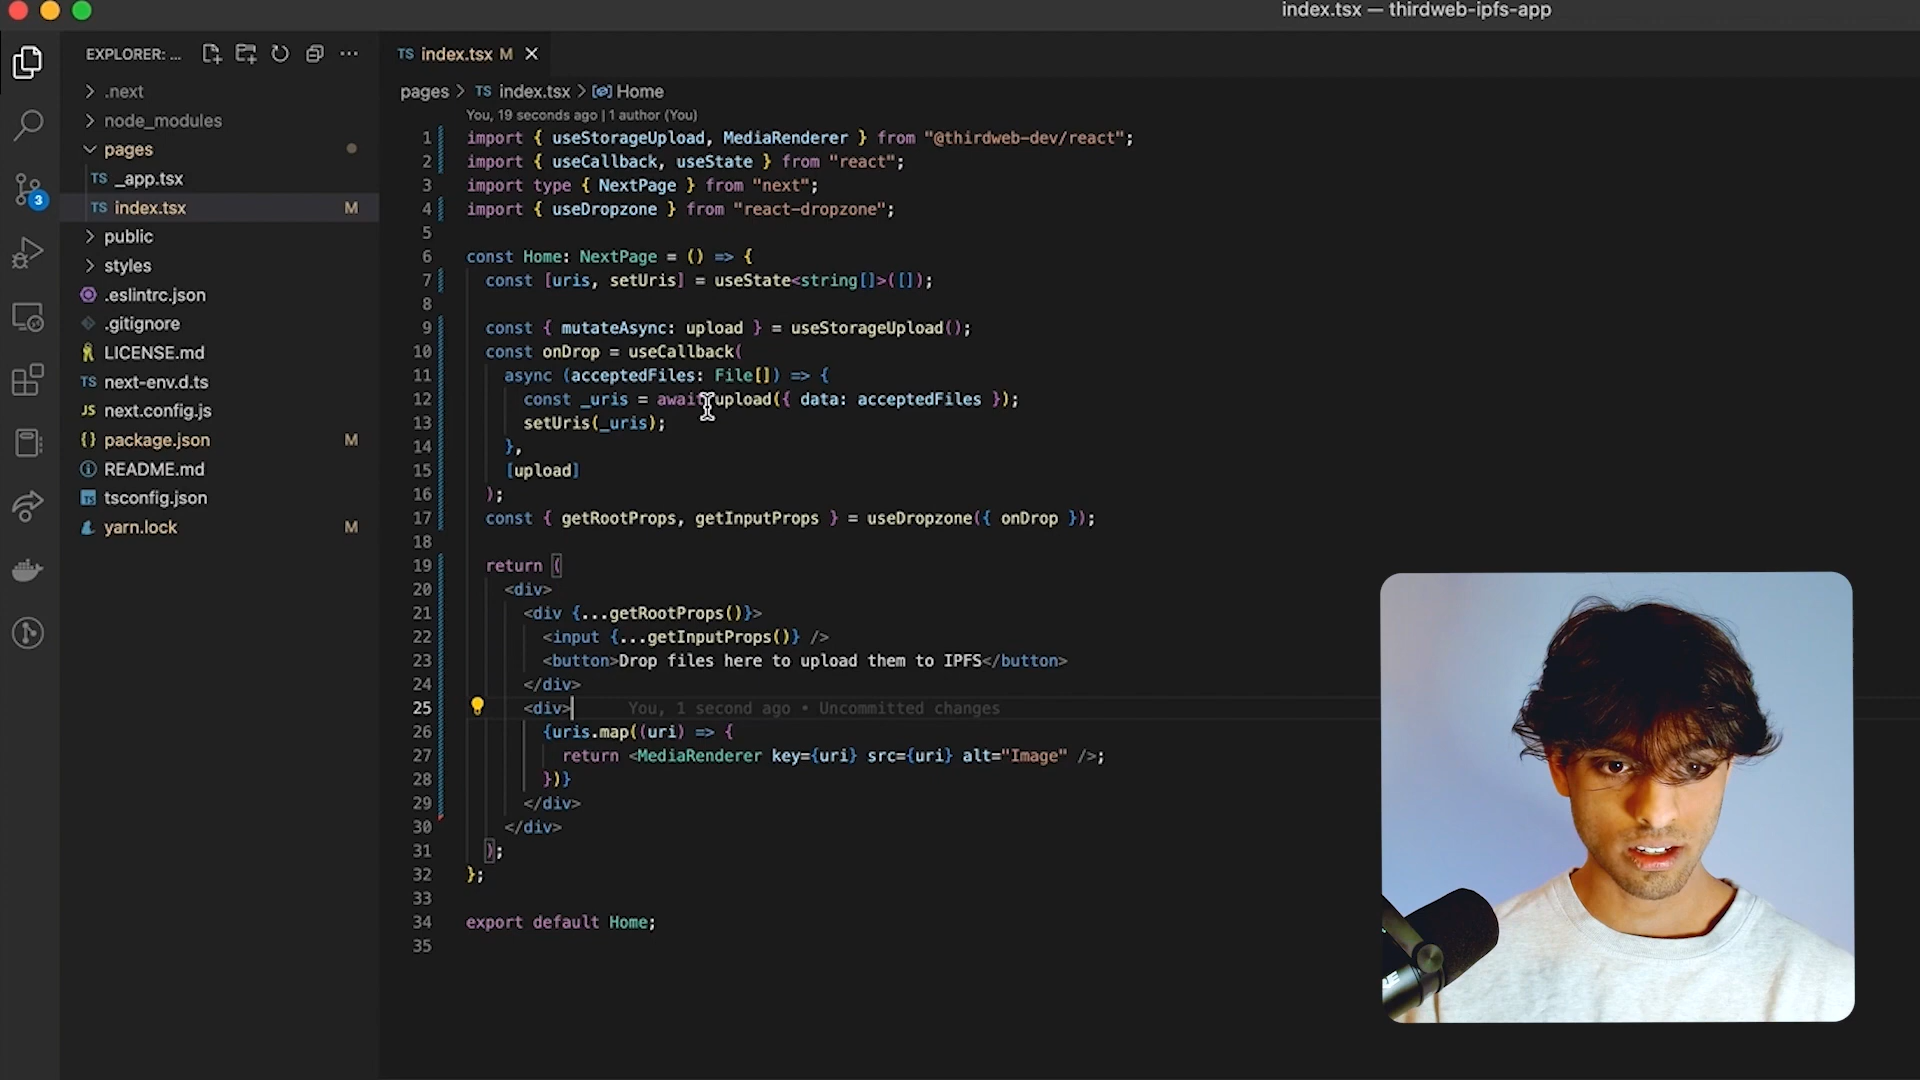 index.tsx — thirdweb-ipfs-app
EXPLORER: ...
.next
node_modules
pages
TS _app.tsx
TS index.tsx M
public
styles
.eslintrc.json
.gitignore
LICENSE.md
TS next-env.d.ts
JS next.config.js
{} package.json M
README.md
TS tsconfig.json
yarn.lock M
3
TS index.tsx M
pages > TS index.tsx > Home
You, 19 seconds ago | 1 author (You)
1 import { useStorageUpload, MediaRenderer } from "@thirdweb-dev/react";
2 import { useCallback, useState } from "react";
3 import type { NextPage } from "next";
4 import { useDropzone } from "react-dropzone";
5
6 const Home: NextPage = () => {
7 const [uris, setUris] = useState<string[]>([]);
8
9 const { mutateAsync: upload } = useStorageUpload();
10 const onDrop = useCallback(
11 async (acceptedFiles: File[]) => {
12 const _uris = await upload({ data: acceptedFiles });
13 setUris(_uris);
14 },
15 [upload]
16 );
17 const { getRootProps, getInputProps } = useDropzone({ onDrop });
18
19 return (
20 <div>
21 <div {...getRootProps()}>
22 <input {...getInputProps()} />
23 <button>Drop files here to upload them to IPFS</button>
24 </div>
25 <div> You, 1 second ago • Uncommitted changes
26 {uris.map((uri) => {
27 return <MediaRenderer key={uri} src={uri} alt="Image" />;
28 })}
29 </div>
30 </div>
31 );
32 };
33
34 export default Home;
35